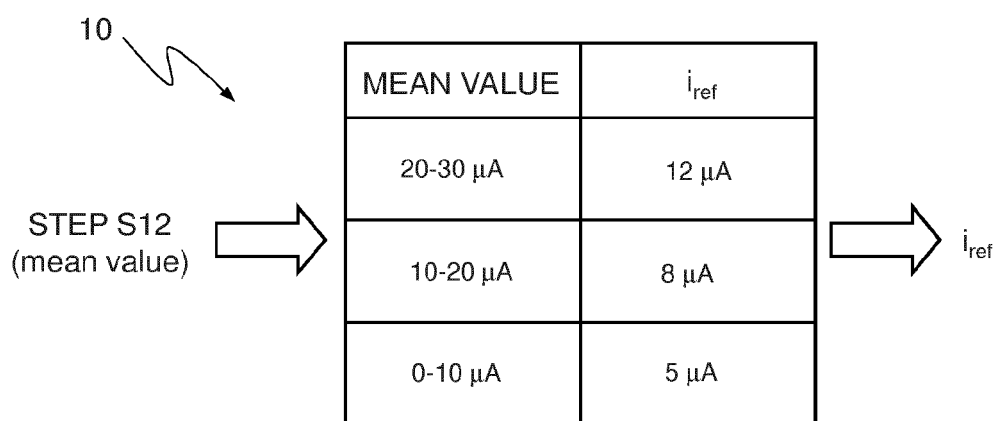 10
MEAN VALUE i_ref
20-30 μA 12 μA
STEP S12
(mean value)
i_ref
10-20 μA 8 μA
0-10 μA 5 μA